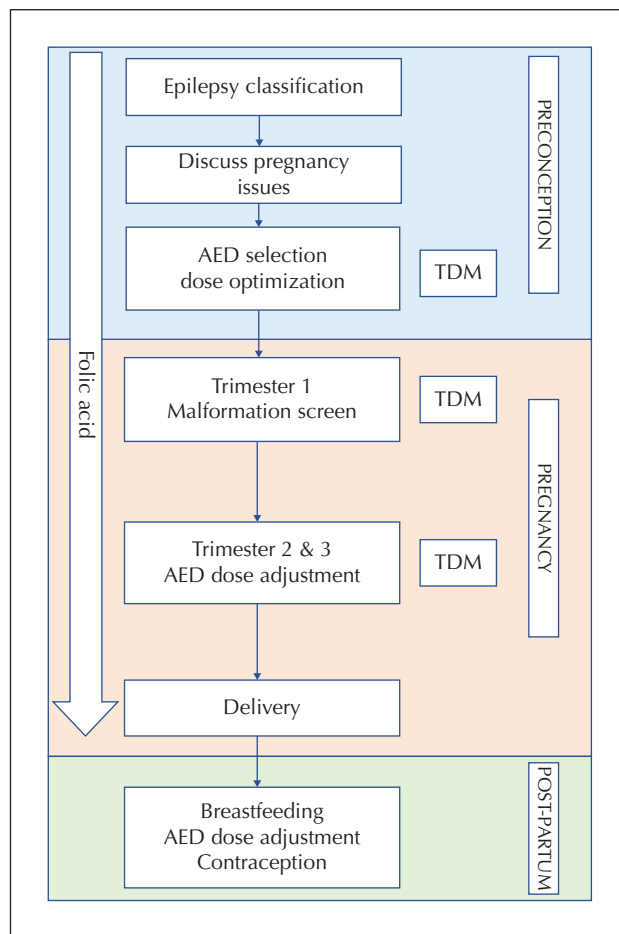 Epilepsy classification
Discuss pregnancy
issues
AED selection
dose optimization
TDM
PRECONCEPTION
Folic acid
Trimester 1
Malformation screen
TDM
Trimester 2 & 3
AED dose adjustment
TDM
PREGNANCY
Delivery
Breastfeeding
AED dose adjustment
Contraception
POST-PARTUM